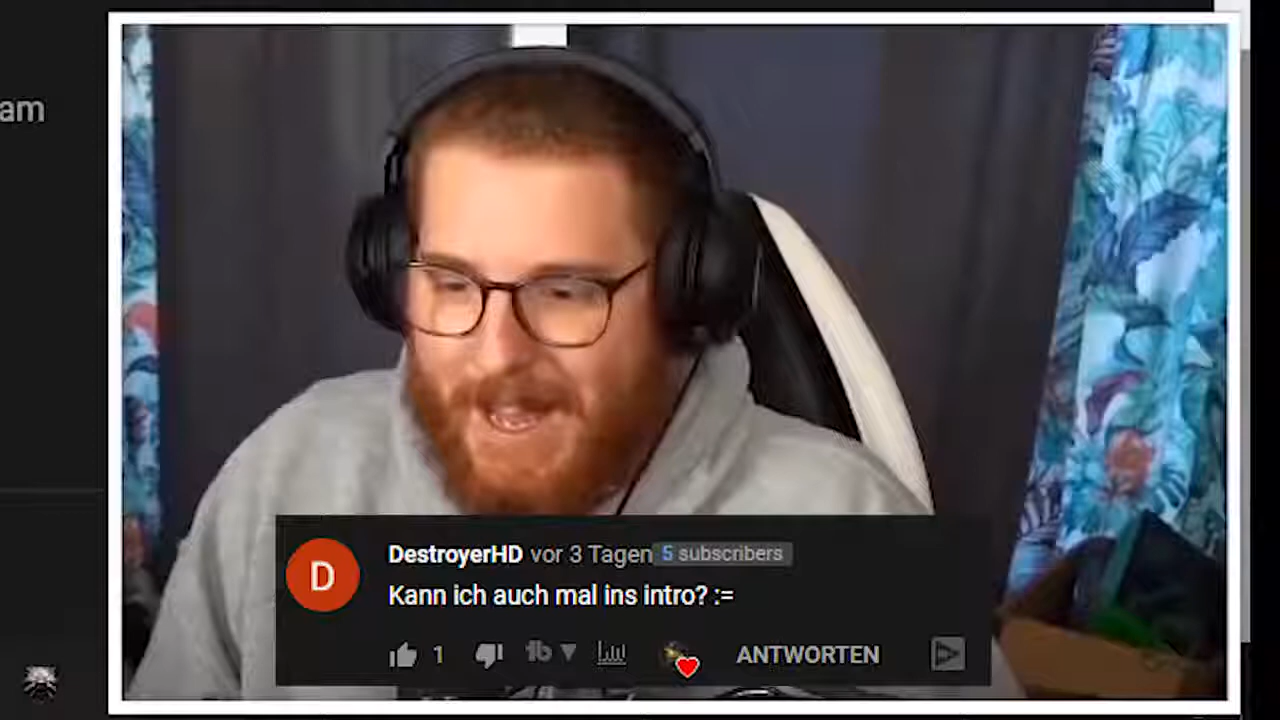 am
DestroyerHD vor 3 Tagen 5 subscribers
Kann ich auch mal ins intro? :=
D
1
ANTWORTEN